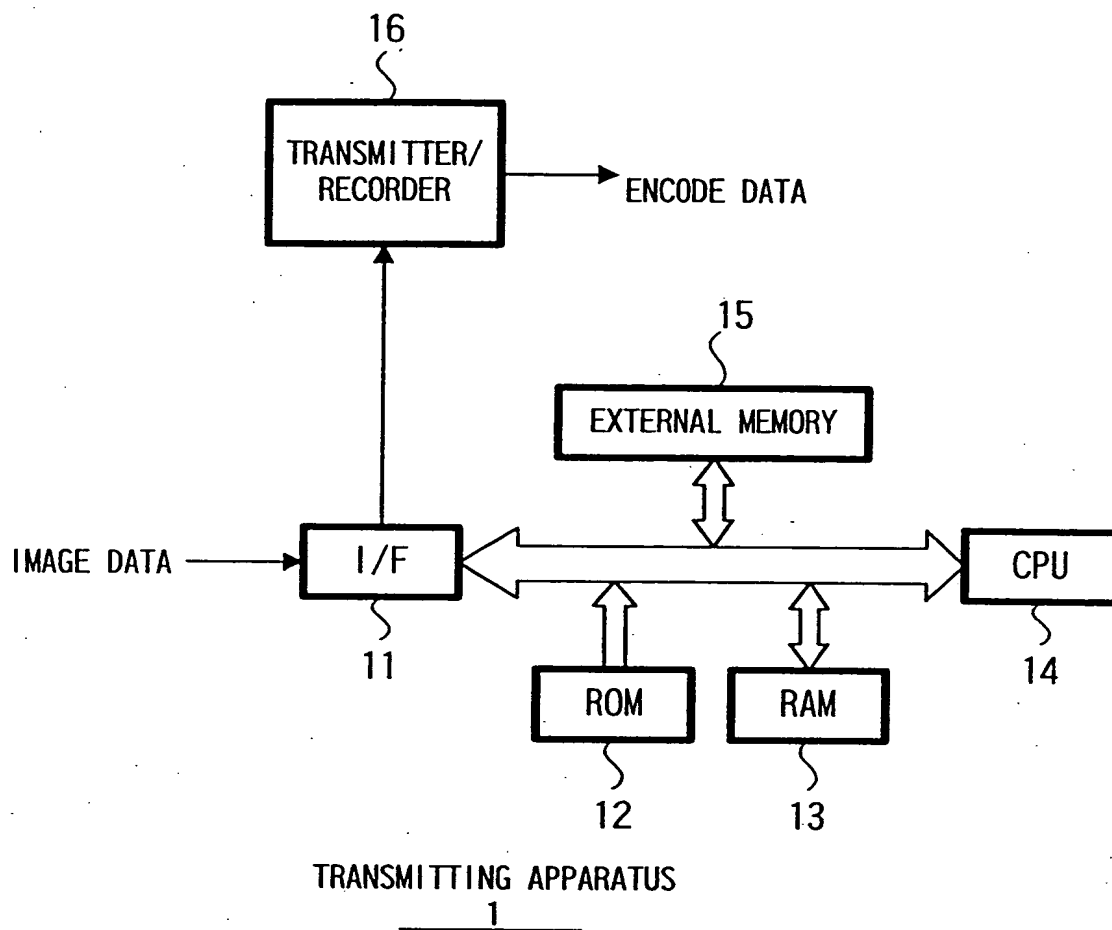 16
TRANSMITTER/
RECORDER
ENCODE DATA
15
EXTERNAL MEMORY
IMAGE DATA
I/F
CPU
11
14
ROM
RAM
12
13
TRANSMITTING APPARATUS
1